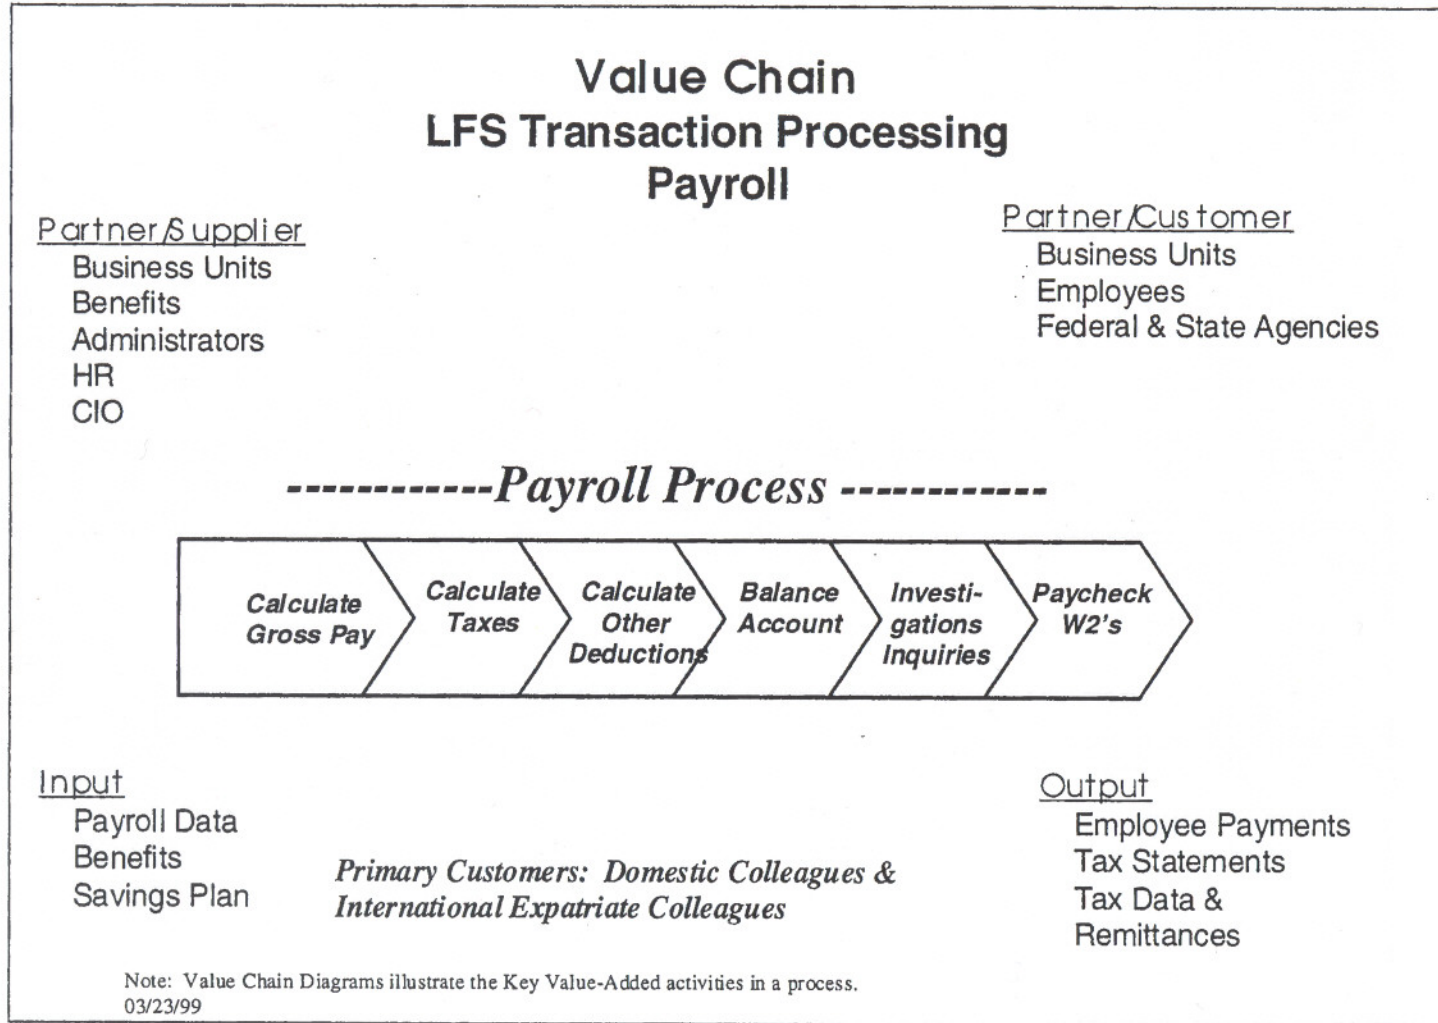 Value Chain
LFS Transaction Processing
Payroll
Partner/Supplier
Business Units
Benefits
Administrators
HR
CIO
Partner/Customer
Business Units
Employees
Federal & State Agencies
------------Payroll Process ------------
Calculate
Gross Pay
Calculate
Taxes
Calculate
Other
Deductions
Balance
Account
Investi-
gations
Inquiries
Paycheck
W2's
Input
Payroll Data
Benefits
Savings Plan
Primary Customers: Domestic Colleagues &
International Expatriate Colleagues
Output
Employee Payments
Tax Statements
Tax Data &
Remittances
Note: Value Chain Diagrams illustrate the Key Value-Added activities in a process.
03/23/99